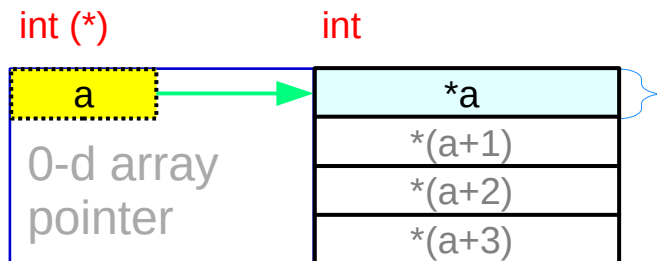 int (*)
int
a
*a
*(a+1)
0-d array
pointer
*(a+2)
*(a+3)